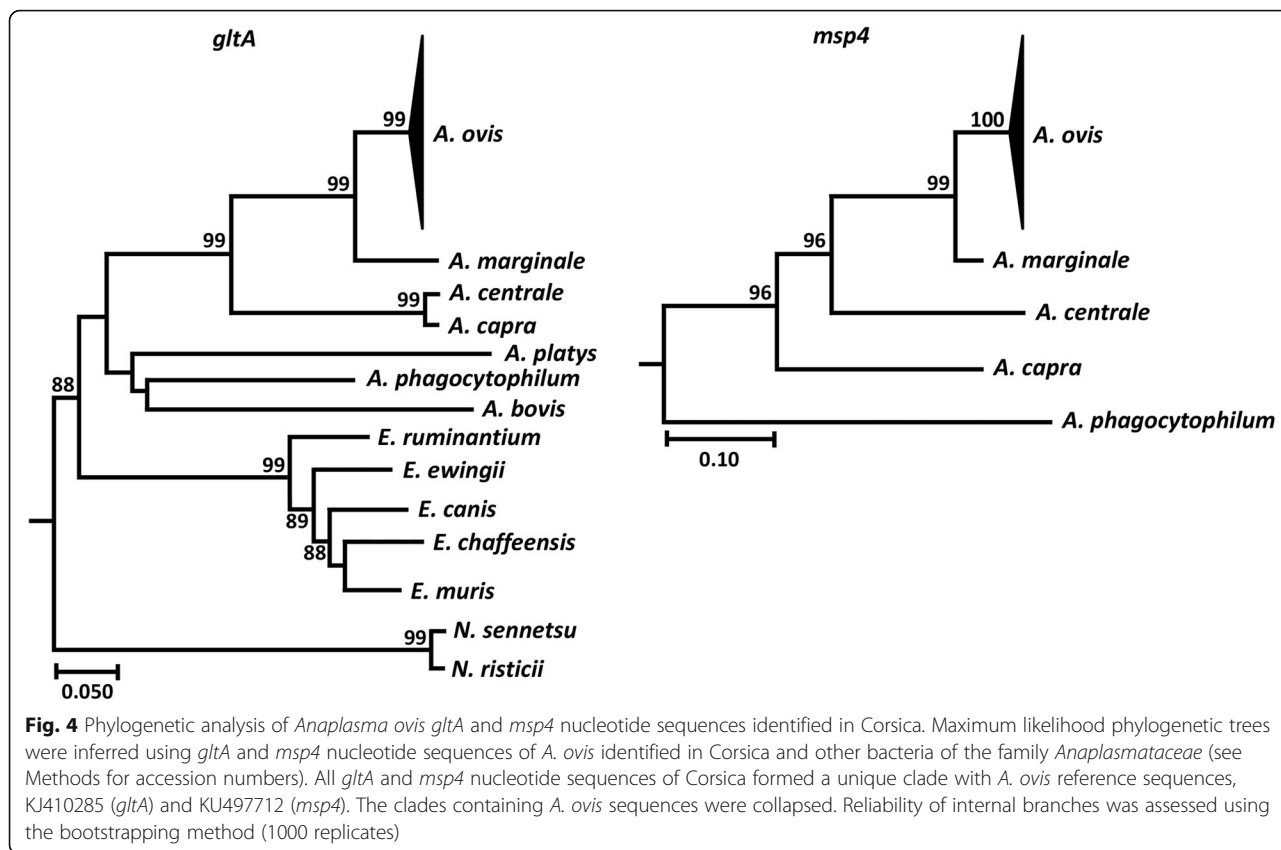 gltA
msp4
99
A. ovis
99
99
A. marginale
99
A. centrale
A. capra
A. platys
88
A. phagocytophilum
A. bovis
E. ruminantium
99
E. ewingii
89
E. canis
88
E. chaffeensis
E. muris
99
N. sennetsu
N. risticii
0.050
100
A. ovis
99
96
A. marginale
96
A. centrale
A. capra
A. phagocytophilum
0.10
Fig. 4 Phylogenetic analysis of Anaplasma ovis gltA and msp4 nucleotide sequences identified in Corsica. Maximum likelihood phylogenetic trees
were inferred using gltA and msp4 nucleotide sequences of A. ovis identified in Corsica and other bacteria of the family Anaplasmataceae (see
Methods for accession numbers). All gltA and msp4 nucleotide sequences of Corsica formed a unique clade with A. ovis reference sequences,
KJ410285 (gltA) and KU497712 (msp4). The clades containing A. ovis sequences were collapsed. Reliability of internal branches was assessed using
the bootstrapping method (1000 replicates)